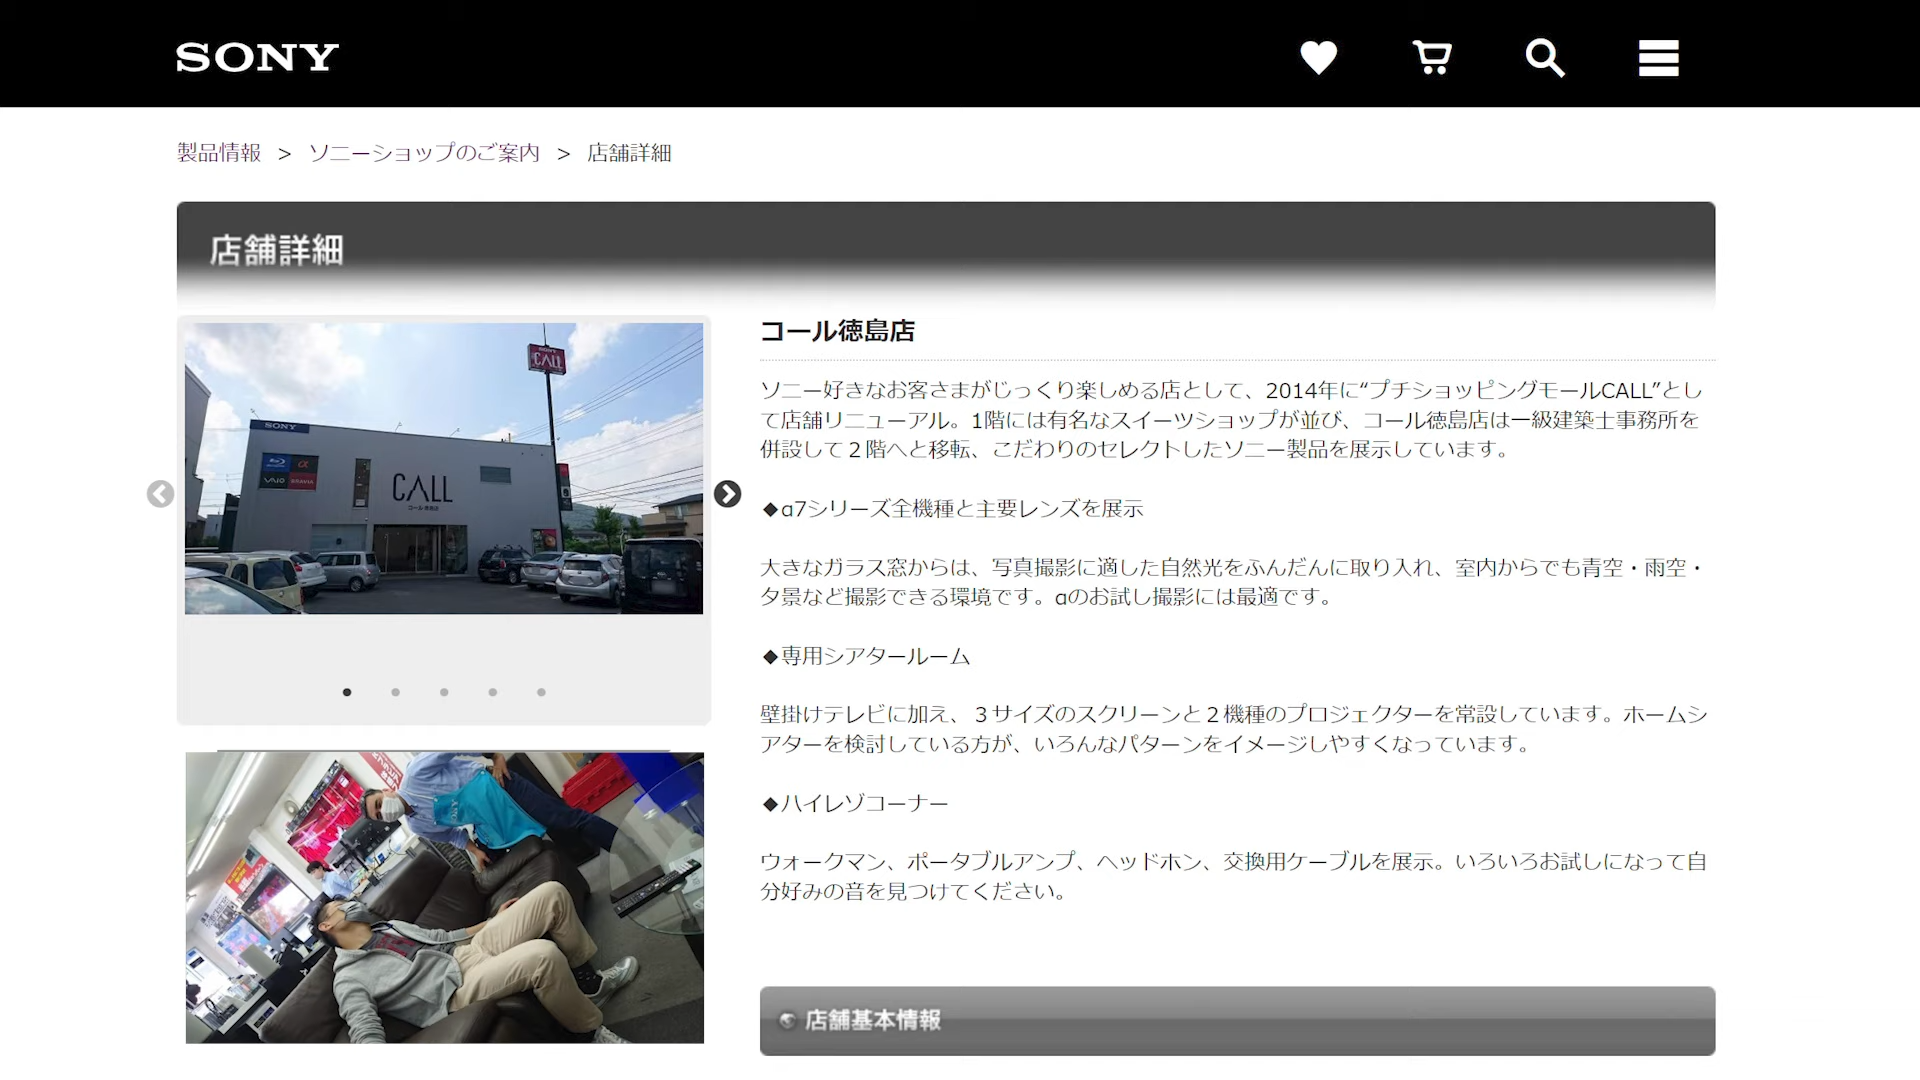 SONY
製品情報 > ソニーショップのご案内 > 店舗詳細
店舗詳細
コール徳島店
ソニー好きなお客さまがじっくり楽しめる店として、2014年に“プチショッピングモールCALL”とし
て店舗リニューアル。1階には有名なスイーツショップが並び、コール徳島店は一級建築士事務所を
併設して２階へと移転、こだわりのセレクトしたソニー製品を展示しています。
◆α7シリーズ全機種と主要レンズを展示
大きなガラス窓からは、写真撮影に適した自然光をふんだんに取り入れ、室内からでも青空・雨空・
夕景など撮影できる環境です。αのお試し撮影には最適です。
◆専用シアタールーム
壁掛けテレビに加え、３サイズのスクリーンと２機種のプロジェクターを常設しています。ホームシ
アターを検討している方が、いろんなパターンをイメージしやすくなっています。
◆ハイレゾコーナー
ウォークマン、ポータブルアンプ、ヘッドホン、交換用ケーブルを展示。いろいろお試しになって自
分好みの音を見つけてください。
店舗基本情報
SONY
CALL
SONY
α
VAIO BRAVIA
CALL
コール徳島店
SONY